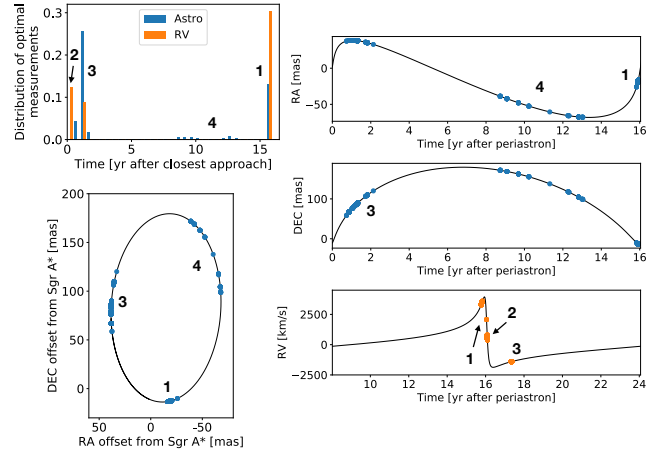 Distribution of optimal
measurements
0.3
0.2
0.1
0.0
Astro
RV
2
3
4
1
0
5
10
15
Time [yr after closest approach]
RA [mas]
0
−50
4
1
0 2 4 6 8 10 12 14 16
Time [yr after periastron]
DEC [mas]
100
0
3
0 2 4 6 8 10 12 14 16
Time [yr after periastron]
RV [km/s]
2500
0
−2500
1
2
3
10 12 14 16 18 20 22 24
Time [yr after periastron]
DEC offset from Sgr A* [mas]
200
150
100
50
0
−50
4
3
1
50 0 -50
RA offset from Sgr A* [mas]